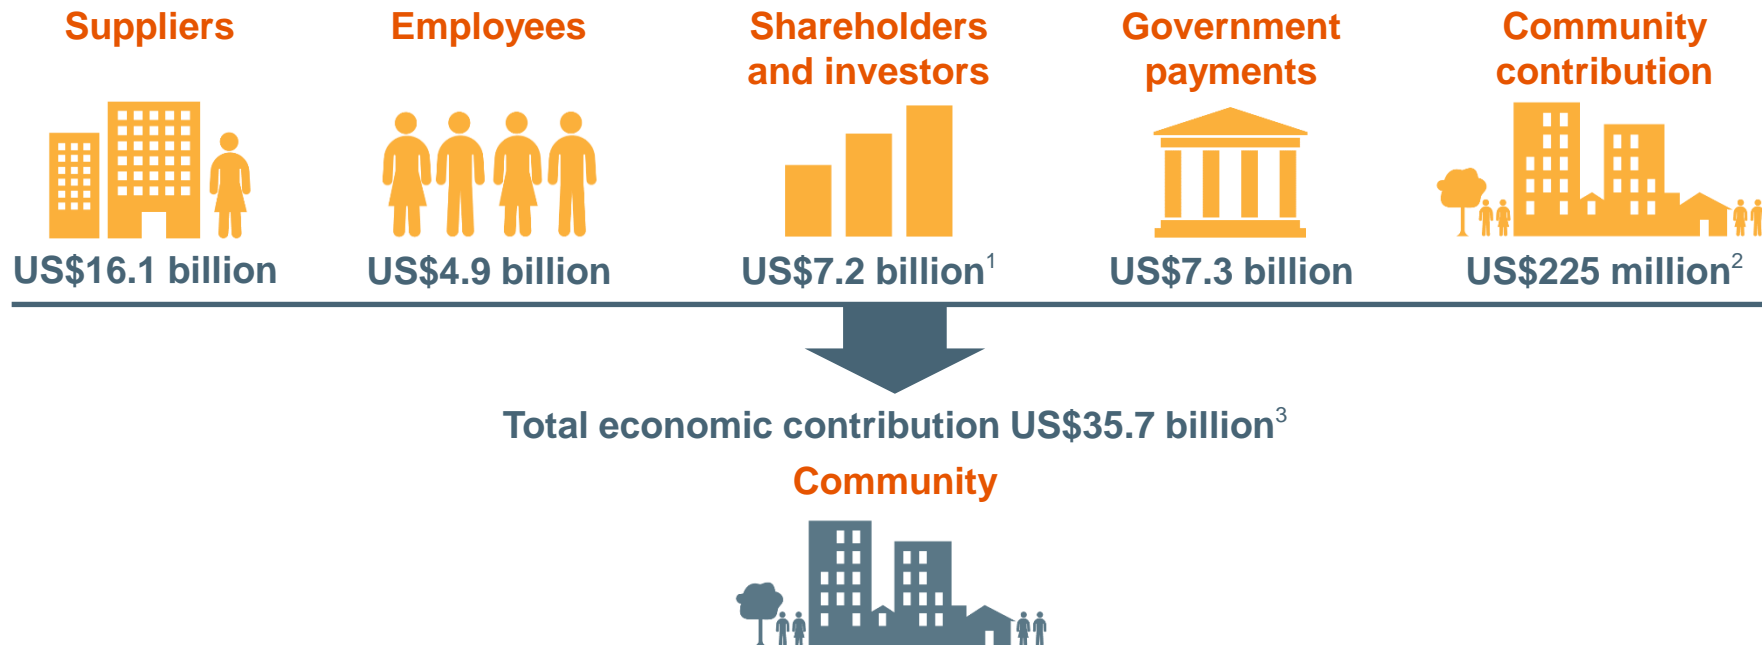 Suppliers
Employees
Shareholders
and investors
Government
payments
Community
contribution
US$16.1 billion
US$4.9 billion
US$7.2 billion¹
US$7.3 billion
US$225 million²
Total economic contribution US$35.7 billion³
Community